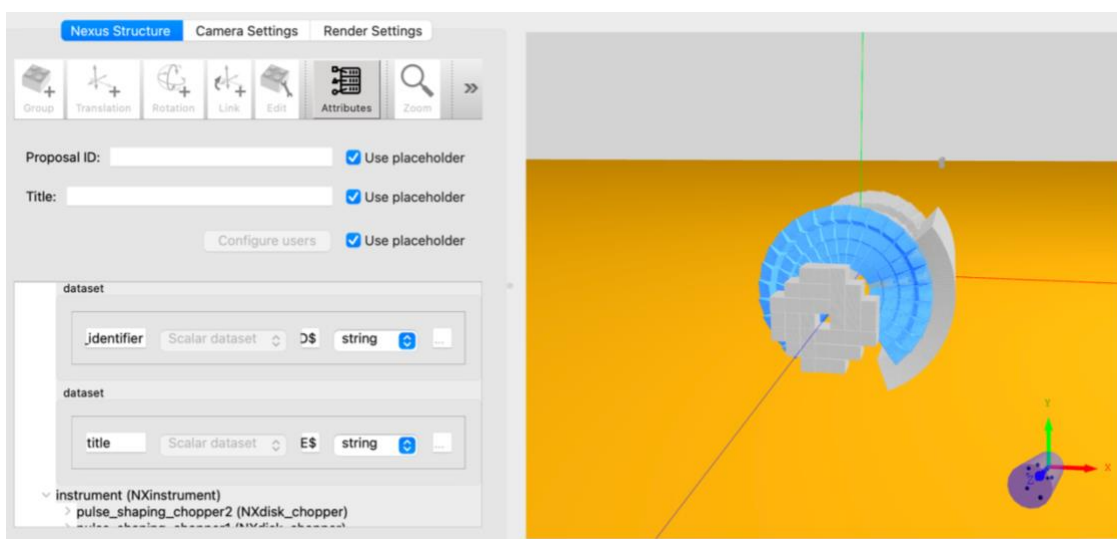 Nexus Structure Camera Settings Render Settings
Group Translation Rotation Link Edit Attributes Zoom »
Proposal ID: Use placeholder
Title: Use placeholder
Configure users Use placeholder
dataset
_identifier Scalar dataset D$ string ...
dataset
title Scalar dataset E$ string ...
instrument (NXinstrument)
pulse_shaping_chopper2 (NXdisk_chopper)
pulse_shaping_chopper1 (NXdisk_chopper)
Y
X
Z